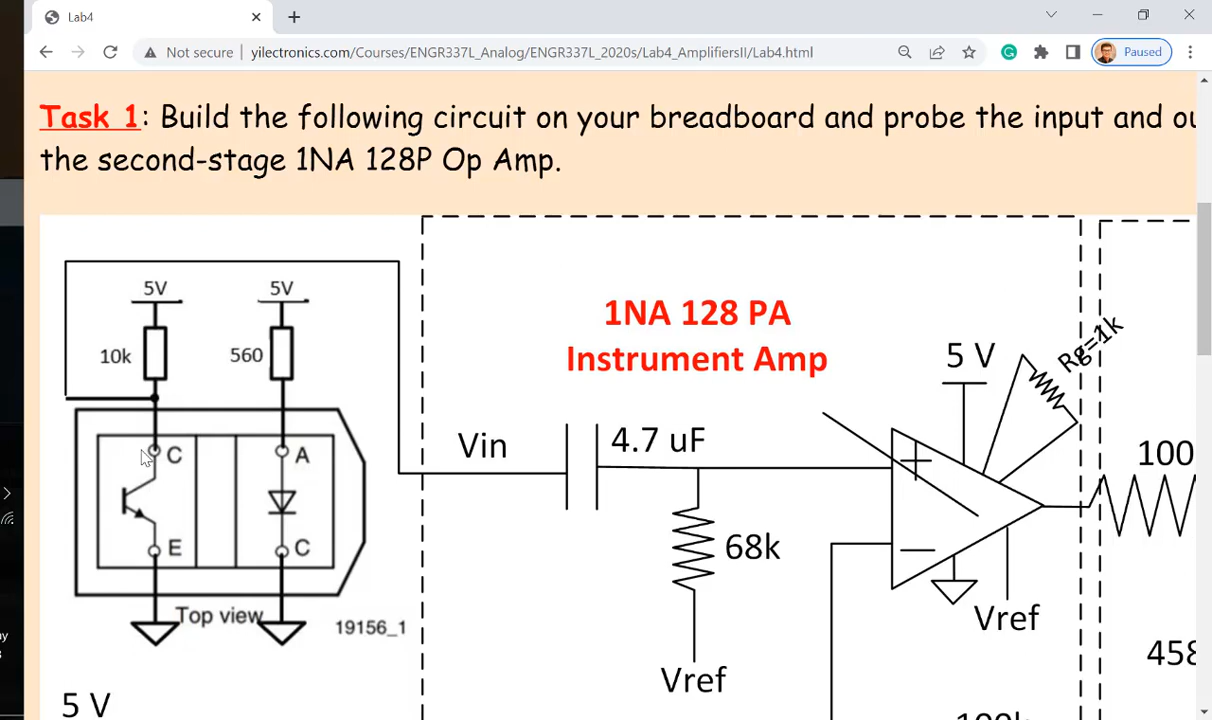 Lab4
Not secure
yilectronics.com/Courses/ENGR337L_Analog/ENGR337L_2020s/Lab4_AmplifiersII/Lab4.html
Paused
Task 1: Build the following circuit on your breadboard and probe the input and ou
the second-stage 1NA 128P Op Amp.
5V
5V
10k
560
1NA 128 PA
Instrument Amp
5 V
Rg=1k
Vin
4.7 uF
C
A
+
100
E
C
68k
−
Top view
19156_1
Vref
Vref
458
5 V
100k